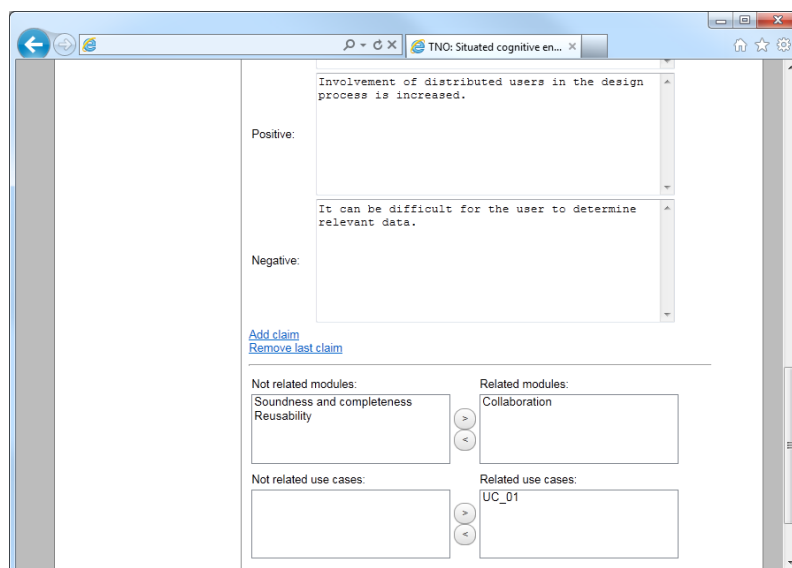 TNO: Situated cognitive en...
Involvement of distributed users in the design
process is increased.
Positive:
It can be difficult for the user to determine
relevant data.
Negative:
Add claim
Remove last claim
Not related modules:
Related modules:
Soundness and completeness
Reusability
Collaboration
>
<
Not related use cases:
Related use cases:
UC_01
>
<